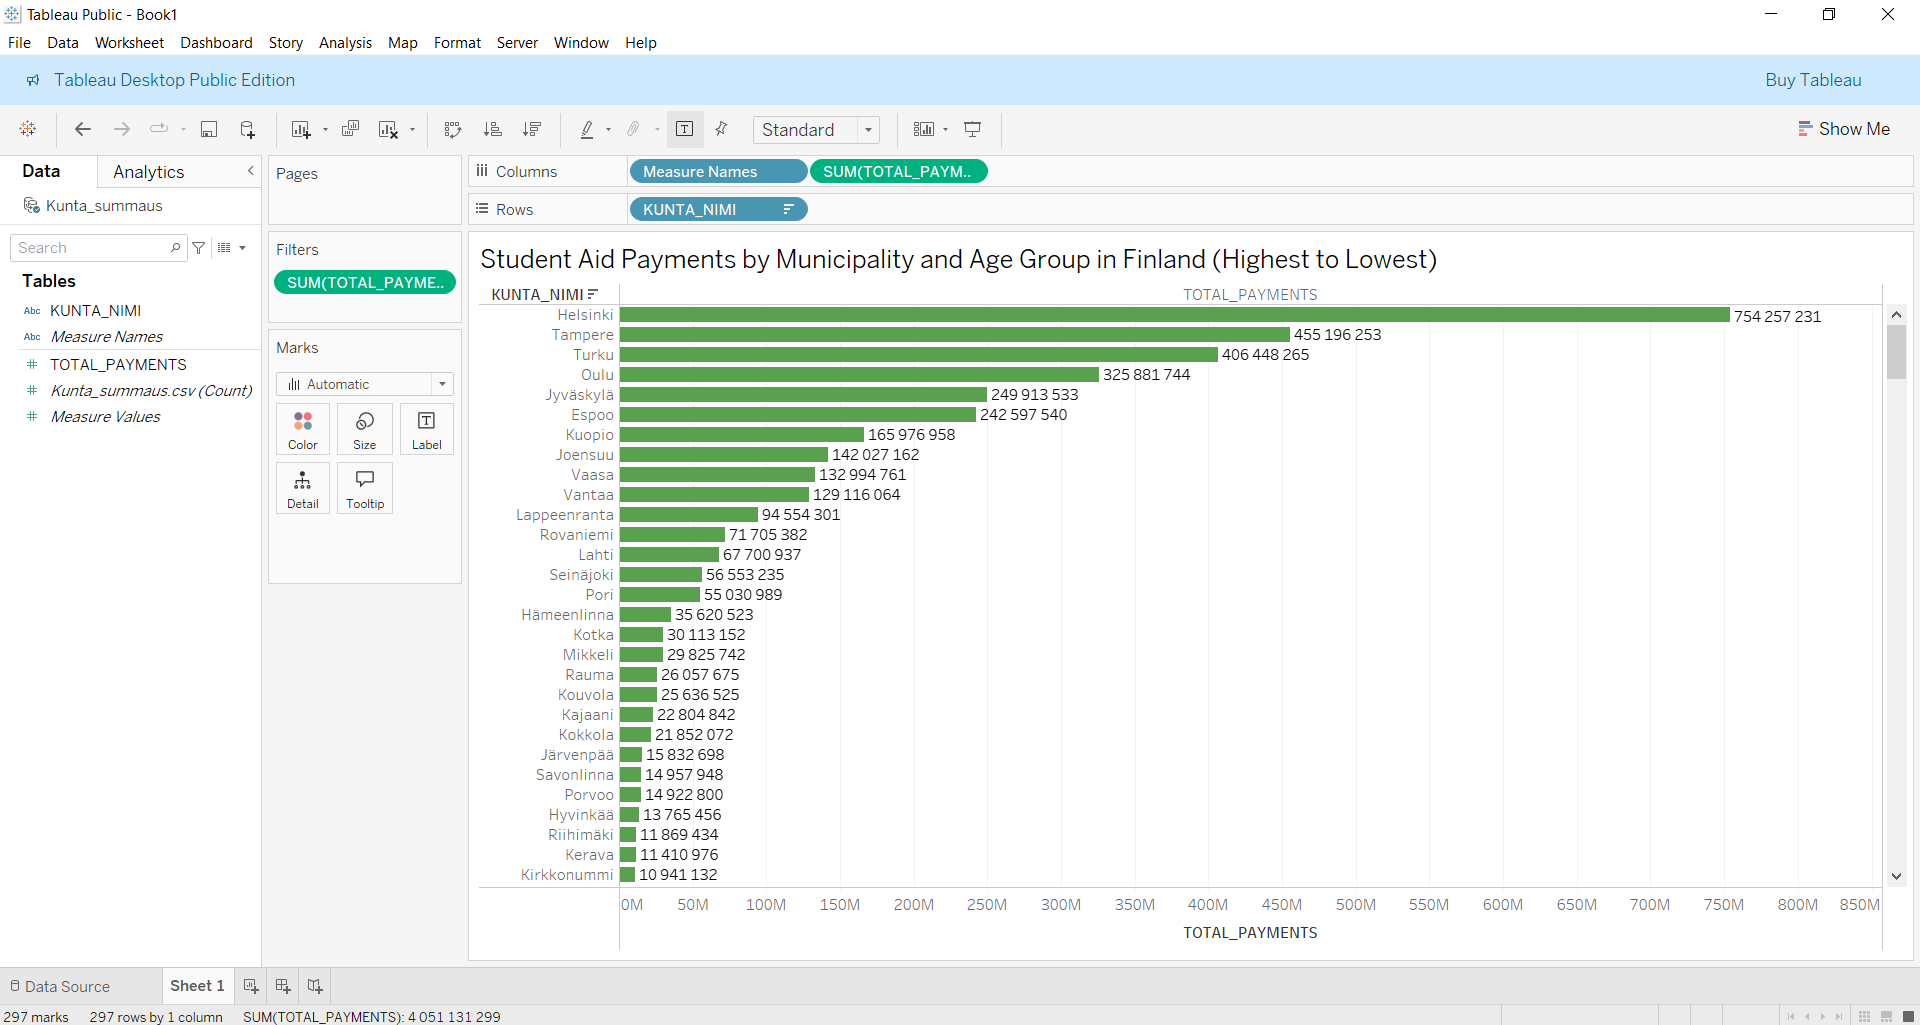 Tableau Public - Book1
File Data Worksheet Dashboard Story Analysis Map Format Server Window Help
Tableau Desktop Public Edition
Buy Tableau
Standard
Show Me
Data Analytics
Kunta_summaus
Search
Tables
Abc KUNTA_NIMI
Abc Measure Names
# TOTAL_PAYMENTS
# Kunta_summaus.csv (Count)
# Measure Values
Pages
Filters
SUM(TOTAL_PAYME..
Marks
Automatic
Color Size Label
Detail Tooltip
Columns Measure Names SUM(TOTAL_PAYM..
Rows KUNTA_NIMI
Student Aid Payments by Municipality and Age Group in Finland (Highest to Lowest)
KUNTA_NIMI TOTAL_PAYMENTS
Helsinki 754 257 231
Tampere 455 196 253
Turku 406 448 265
Oulu 325 881 744
Jyväskylä 249 913 533
Espoo 242 597 540
Kuopio 165 976 958
Joensuu 142 027 162
Vaasa 132 994 761
Vantaa 129 116 064
Lappeenranta 94 554 301
Rovaniemi 71 705 382
Lahti 67 700 937
Seinäjoki 56 553 235
Pori 55 030 989
Hämeenlinna 35 620 523
Kotka 30 113 152
Mikkeli 29 825 742
Rauma 26 057 675
Kouvola 25 636 525
Kajaani 22 804 842
Kokkola 21 852 072
Järvenpää 15 832 698
Savonlinna 14 957 948
Porvoo 14 922 800
Hyvinkää 13 765 456
Riihimäki 11 869 434
Kerava 11 410 976
Kirkkonummi 10 941 132
0M 50M 100M 150M 200M 250M 300M 350M 400M 450M 500M 550M 600M 650M 700M 750M 800M 850M
TOTAL_PAYMENTS
Data Source Sheet 1
297 marks 297 rows by 1 column SUM(TOTAL_PAYMENTS): 4 051 131 299